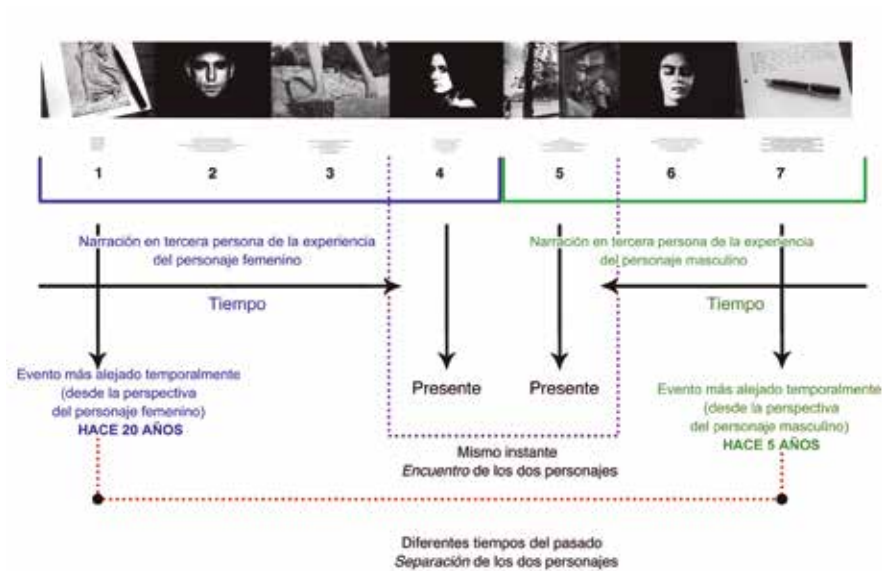 1 2 3 4 5 6 7
Narración en tercera persona de la experiencia
del personaje femenino
Narración en tercera persona de la experiencia
del personaje masculino
Tiempo
Tiempo
Evento más alejado temporalmente
(desde la perspectiva
del personaje femenino)
HACE 20 AÑOS
Presente
Presente
Evento más alejado temporalmente
(desde la perspectiva
del personaje masculino)
HACE 5 AÑOS
Mismo instante
Encuentro de los dos personajes
Diferentes tiempos del pasado
Separación de los dos personajes